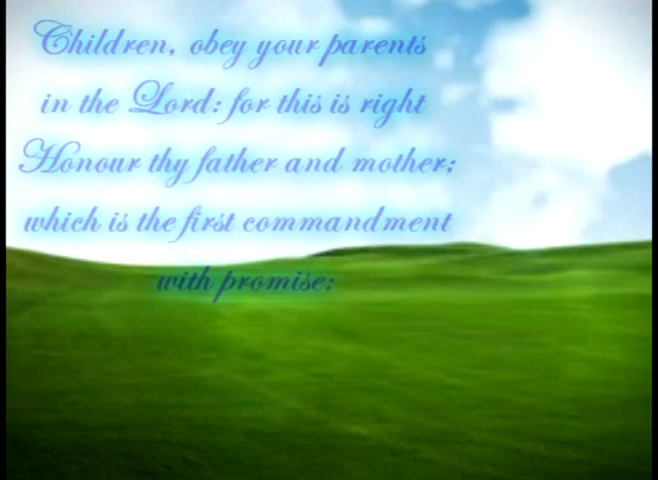 Children, obey your parents
in the Lord: for this is right
Honour thy father and mother;
which is the first commandment
with promise;